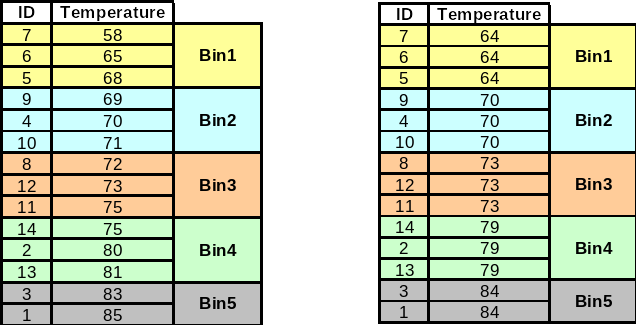 ID Temperature
7 58
6 65 Bin1
5 68
9 69
4 70 Bin2
10 71
8 72
12 73 Bin3
11 75
14 75
2 80 Bin4
13 81
3 83 Bin5
1 85
ID Temperature
7 64
6 64 Bin1
5 64
9 70
4 70 Bin2
10 70
8 73
12 73 Bin3
11 73
14 79
2 79 Bin4
13 79
3 84 Bin5
1 84